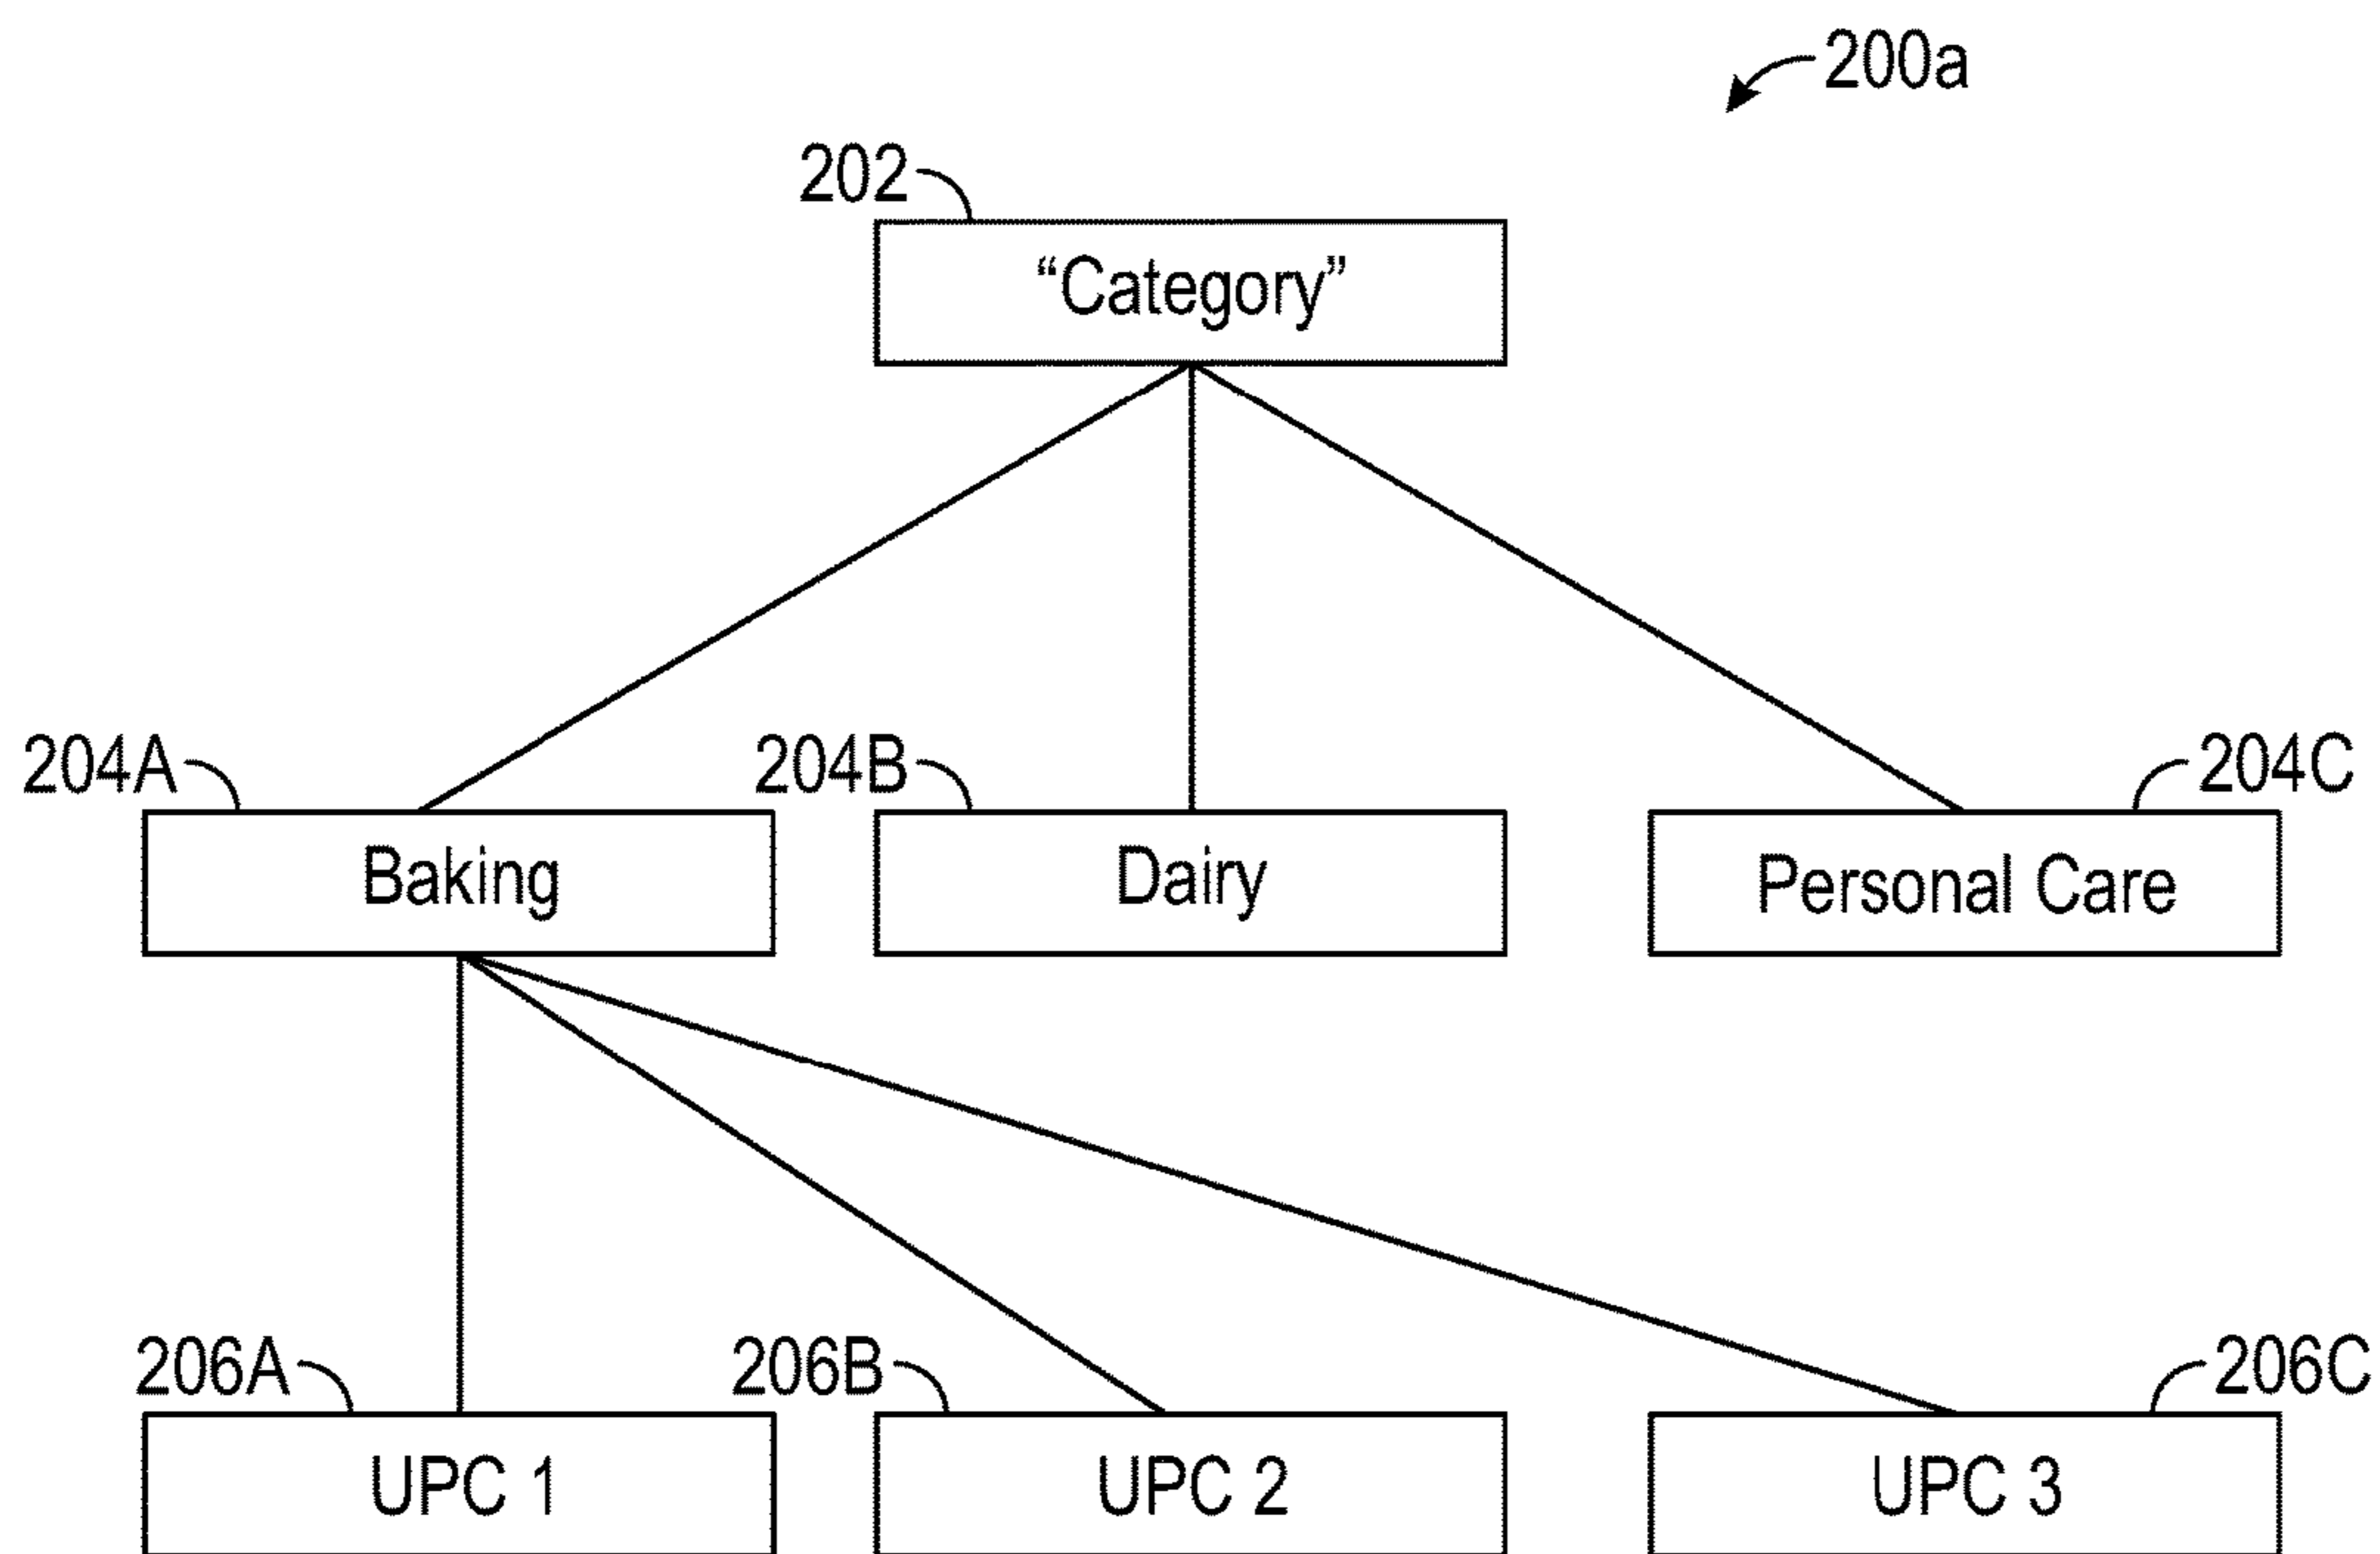 200a
202
“Category”
204A
204B
204C
Baking
Dairy
Personal Care
206A
206B
206C
UPC 1
UPC 2
UPC 3